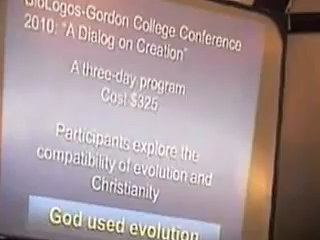 BioLogos-Gordon College Conference
2010: "A Dialog on Creation"
A three-day program
Cost $325
Participants explore the
compatibility of evolution and
Christianity
God used evolution